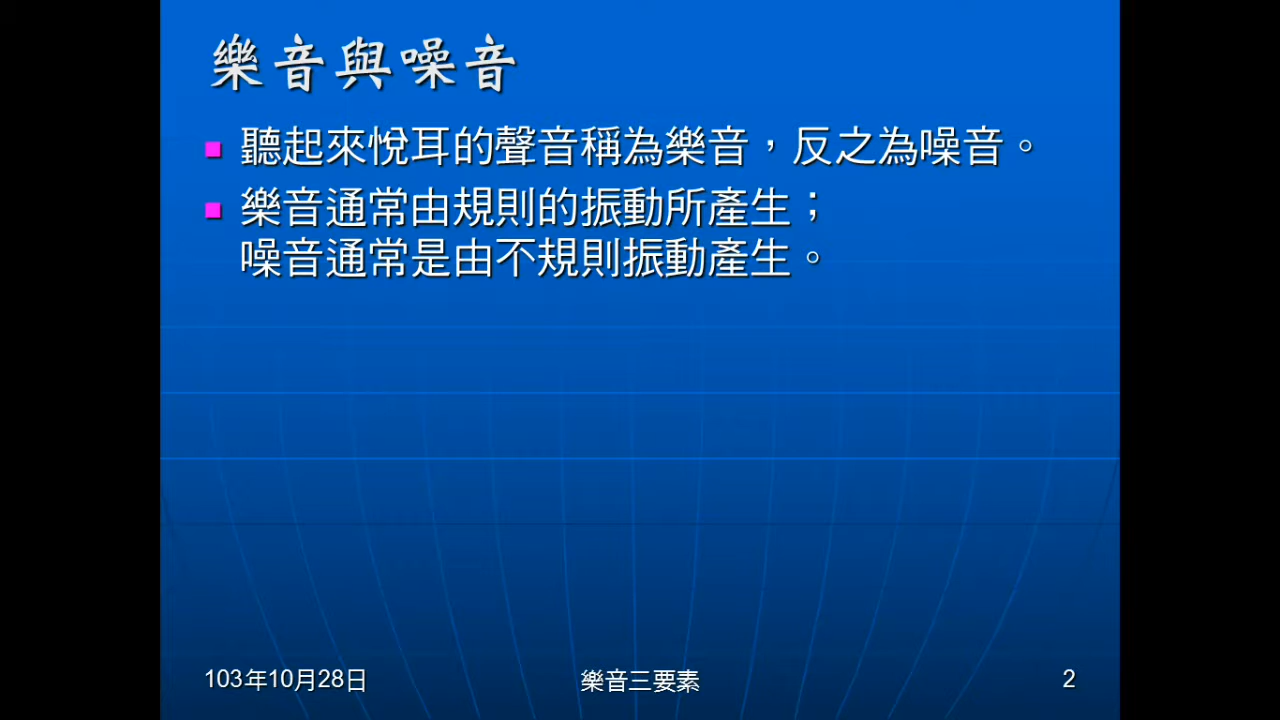 樂音與噪音
聽起來悅耳的聲音稱為樂音，反之為噪音。
樂音通常由規則的振動所產生；
噪音通常是由不規則振動產生。
103年10月28日
樂音三要素
2